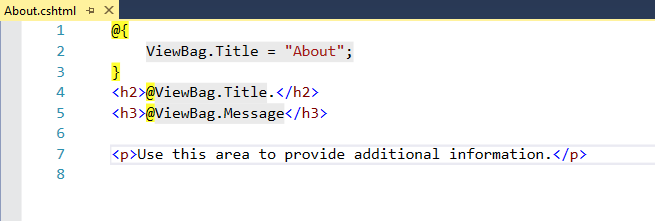 About.cshtml
1 @{
2 ViewBag.Title = "About";
3 }
4 <h2>@ViewBag.Title.</h2>
5 <h3>@ViewBag.Message</h3>
6
7 <p>Use this area to provide additional information.</p>
8